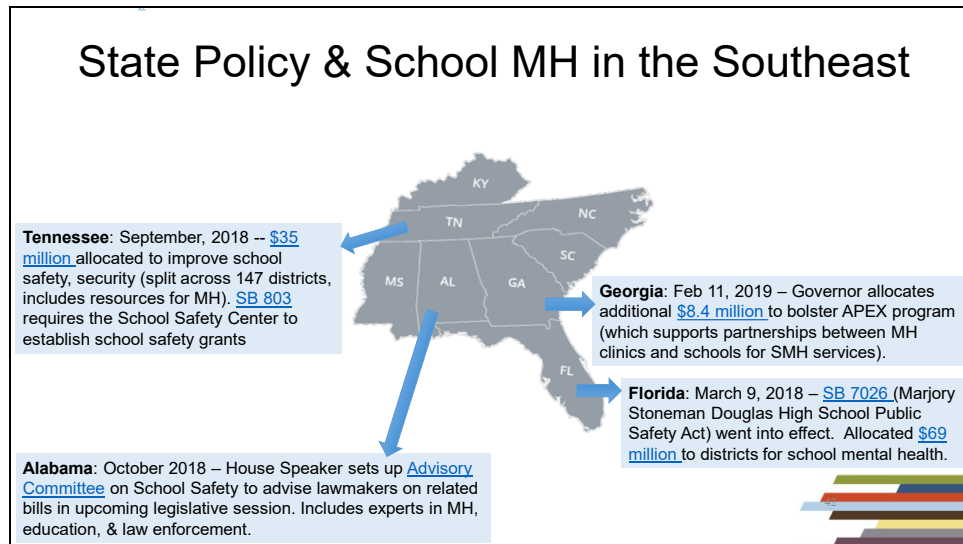 State Policy & School MH in the Southeast
KY
TN
NC
SC
MS
AL
GA
FL
Tennessee: September, 2018 -- $35
million allocated to improve school
safety, security (split across 147 districts,
includes resources for MH). SB 803
requires the School Safety Center to
establish school safety grants
Georgia: Feb 11, 2019 – Governor allocates
additional $8.4 million to bolster APEX program
(which supports partnerships between MH
clinics and schools for SMH services).
Florida: March 9, 2018 – SB 7026 (Marjory
Stoneman Douglas High School Public
Safety Act) went into effect.  Allocated $69
million to districts for school mental health.
Alabama: October 2018 – House Speaker sets up Advisory
Committee on School Safety to advise lawmakers on related
bills in upcoming legislative session. Includes experts in MH,
education, & law enforcement.
42